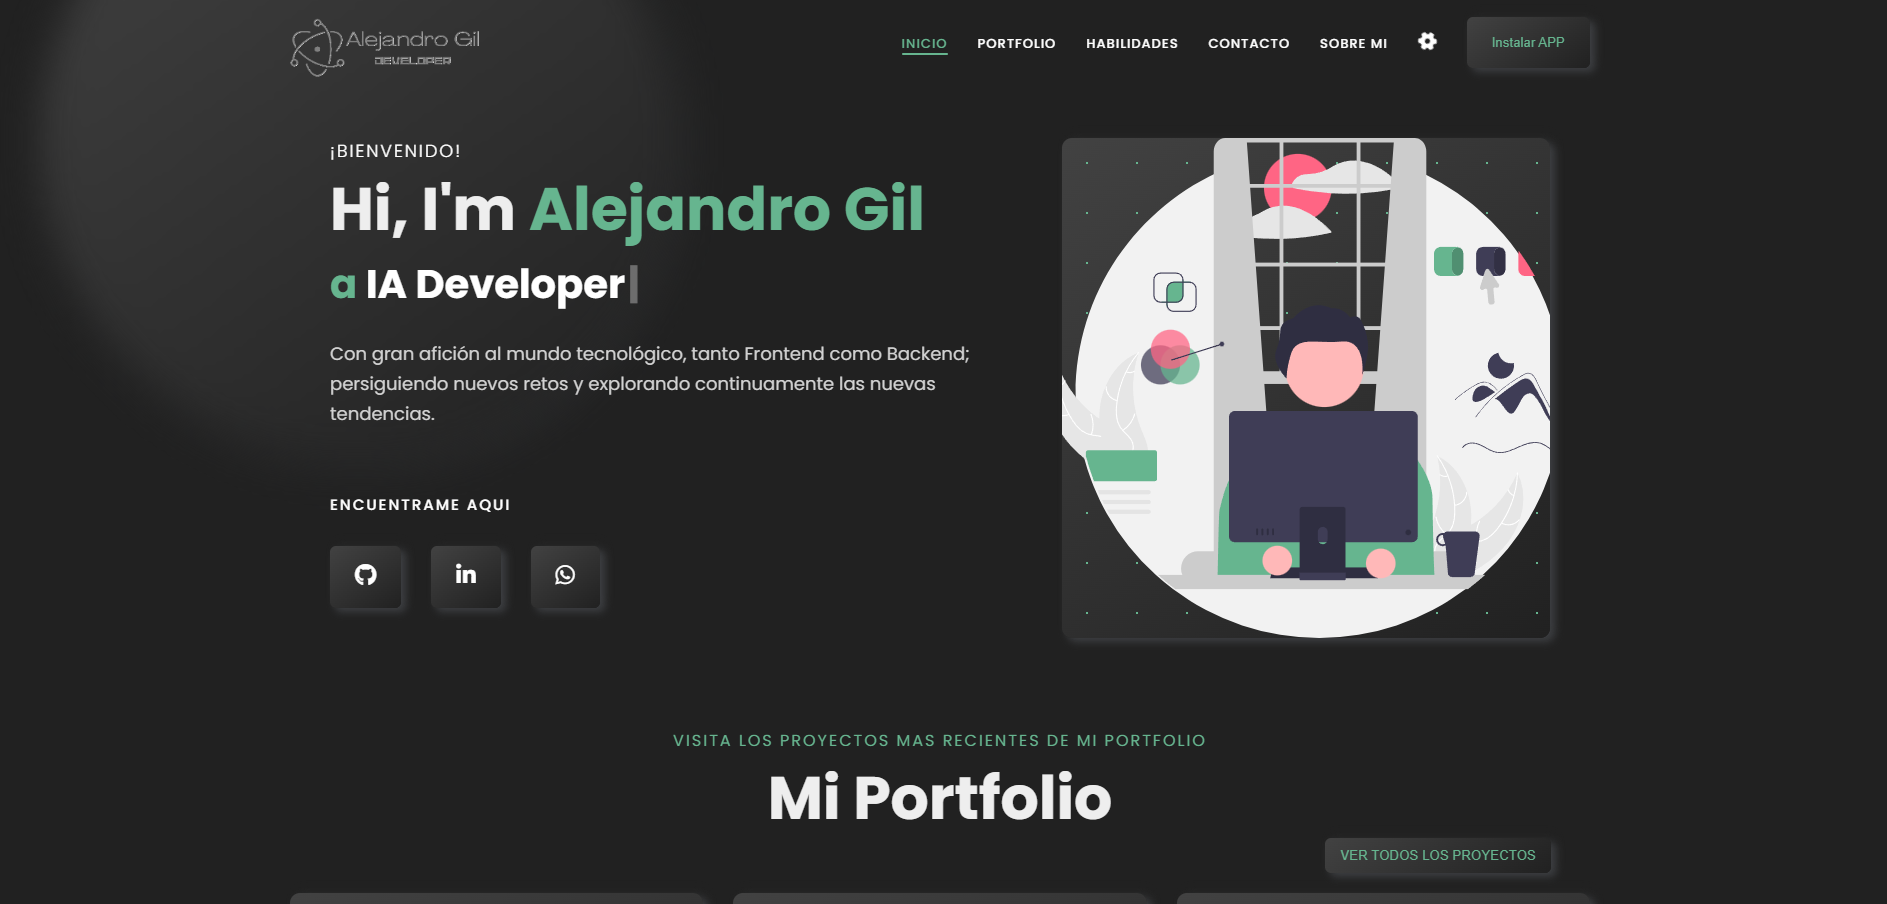 Alejandro Gil
DEVELOPER
INICIO
PORTFOLIO
HABILIDADES
CONTACTO
SOBRE MI
Instalar APP
¡BIENVENIDO!
Hi, I'm Alejandro Gil
a IA Developer
Con gran afición al mundo tecnológico, tanto Frontend como Backend;
persiguiendo nuevos retos y explorando continuamente las nuevas
tendencias.
ENCUENTRAME AQUI
in
VISITA LOS PROYECTOS MAS RECIENTES DE MI PORTFOLIO
Mi Portfolio
VER TODOS LOS PROYECTOS